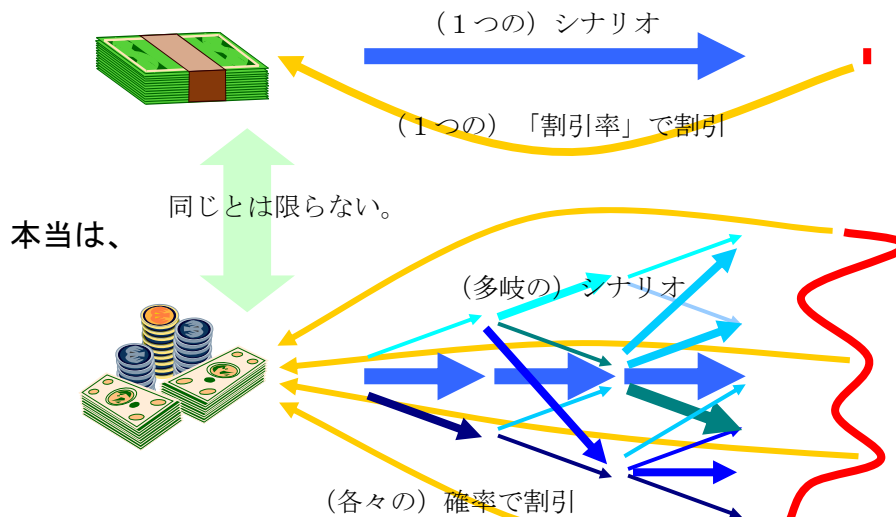 （１つの）シナリオ
（１つの）「割引率」で割引
同じとは限らない。
本当は、
（多岐の）シナリオ
（各々の）確率で割引